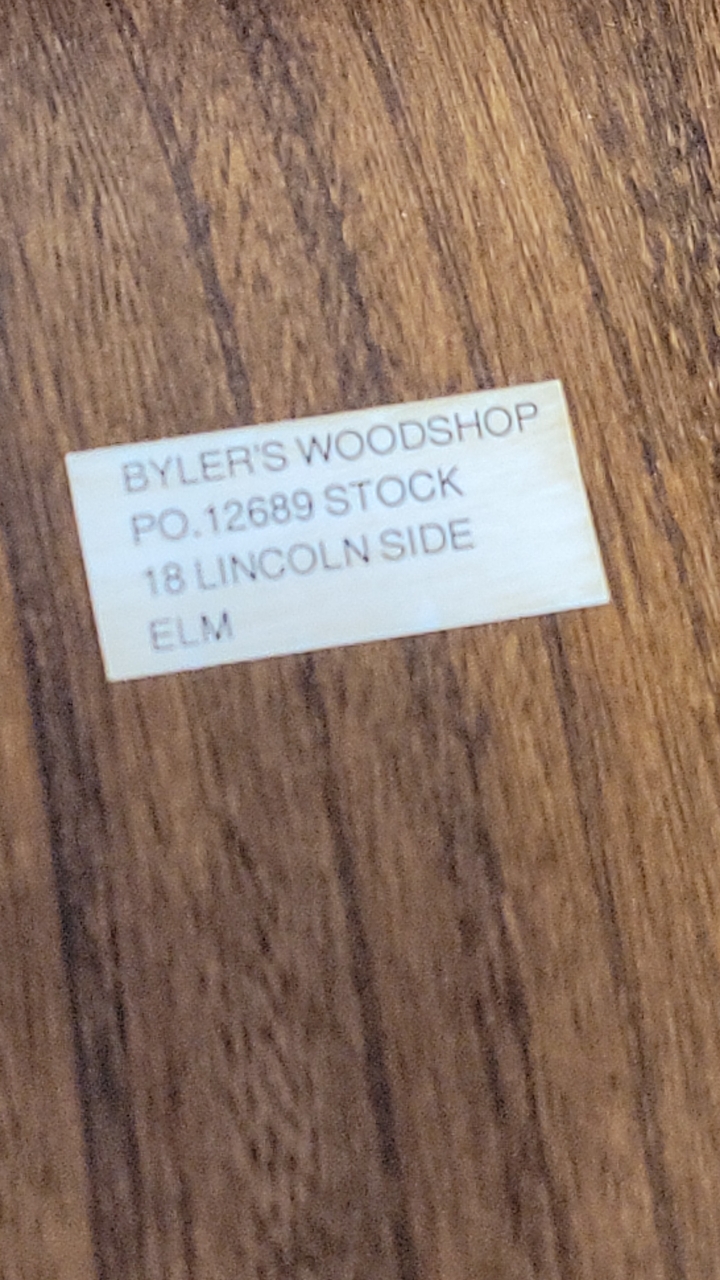 BYLER'S WOODSHOP
PO.12689 STOCK
18 LINCOLN SIDE
ELM